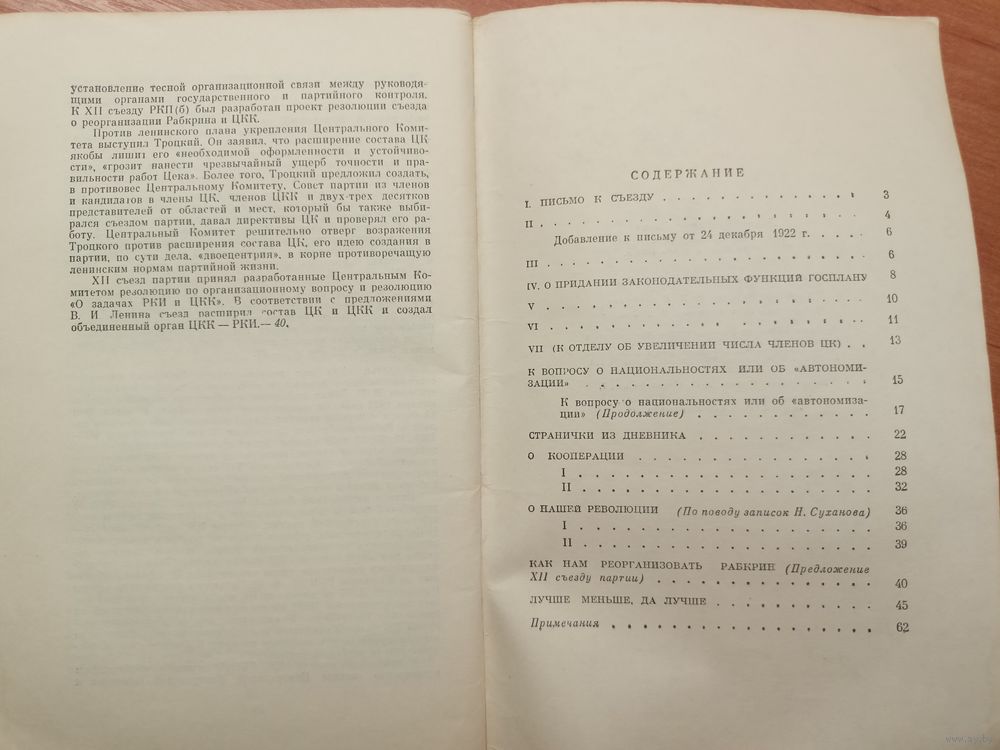 установление тесной организационной связи между руководя-
щими органами государственного и партийного контроля.
К XII съезду РКП(б) был разработан проект резолюции съезда
о реорганизации Рабкрина и ЦКК.
Против ленинского плана укрепления Центрального Коми-
тета выступил Троцкий. Он заявил, что расширение состава ЦК
якобы лишит его «необходимой оформленности и устойчиво-
сти», «грозит нанести чрезвычайный ущерб точности и пра-
вильности работ Цека». Более того, Троцкий предложил создать,
в противовес Центральному Комитету, Совет партии из членов
и кандидатов в члены ЦК, членов ЦКК и двух-трех десятков
представителей от областей и мест, который бы также выби-
рался съездом партии, давал директивы ЦК и проверял его ра-
боту. Центральный Комитет решительно отверг возражения
Троцкого против расширения состава ЦК, его идею создания в
партии, по сути дела, «двоецентрия», в корне противоречащую
ленинским нормам партийной жизни.
XII съезд партии принял разработанные Центральным Ко-
митетом резолюцию по организационному вопросу и резолюцию
«О задачах РКИ и ЦКК». В соответствии с предложениями
В. И Ленина съезд расширил состав ЦК и ЦКК и создал
объединенный орган ЦКК — РКИ.— 40.
СОДЕРЖАНИЕ
I. ПИСЬМО К СЪЕЗДУ . . . . . . . . . . . . 3
II . . . . . . . . . . . . . . . . . 4
Добавление к письму от 24 декабря 1922 г. . . . . 6
III . . . . . . . . . . . . . . . . . 6
IV. О ПРИДАНИИ ЗАКОНОДАТЕЛЬНЫХ ФУНКЦИЙ ГОСПЛАНУ 8
V . . . . . . . . . . . . . . . . . 10
VI . . . . . . . . . . . . . . . . . 11
VII (К ОТДЕЛУ ОБ УВЕЛИЧЕНИИ ЧИСЛА ЧЛЕНОВ ЦК) . . 13
К ВОПРОСУ О НАЦИОНАЛЬНОСТЯХ ИЛИ ОБ «АВТОНОМИ-
ЗАЦИИ» . . . . . . . . . . . . . . . . 15
К вопросу о национальностях или об «автономиза-
ции» (Продолжение) . . . . . . . . . . 17
СТРАНИЧКИ ИЗ ДНЕВНИКА . . . . . . . . . . 22
О КООПЕРАЦИИ . . . . . . . . . . . . . 28
I . . . . . . . . . . . . . . . . 28
II . . . . . . . . . . . . . . . . 32
О НАШЕЙ РЕВОЛЮЦИИ (По поводу записок Н. Суханова) 36
I . . . . . . . . . . . . . . . . 36
II . . . . . . . . . . . . . . . . 39
КАК НАМ РЕОРГАНИЗОВАТЬ РАБКРИН (Предложение
XII съезду партии) . . . . . . . . . . . . 40
ЛУЧШЕ МЕНЬШЕ, ДА ЛУЧШЕ . . . . . . . . . 45
Примечания . . . . . . . . . . . . . . . 62